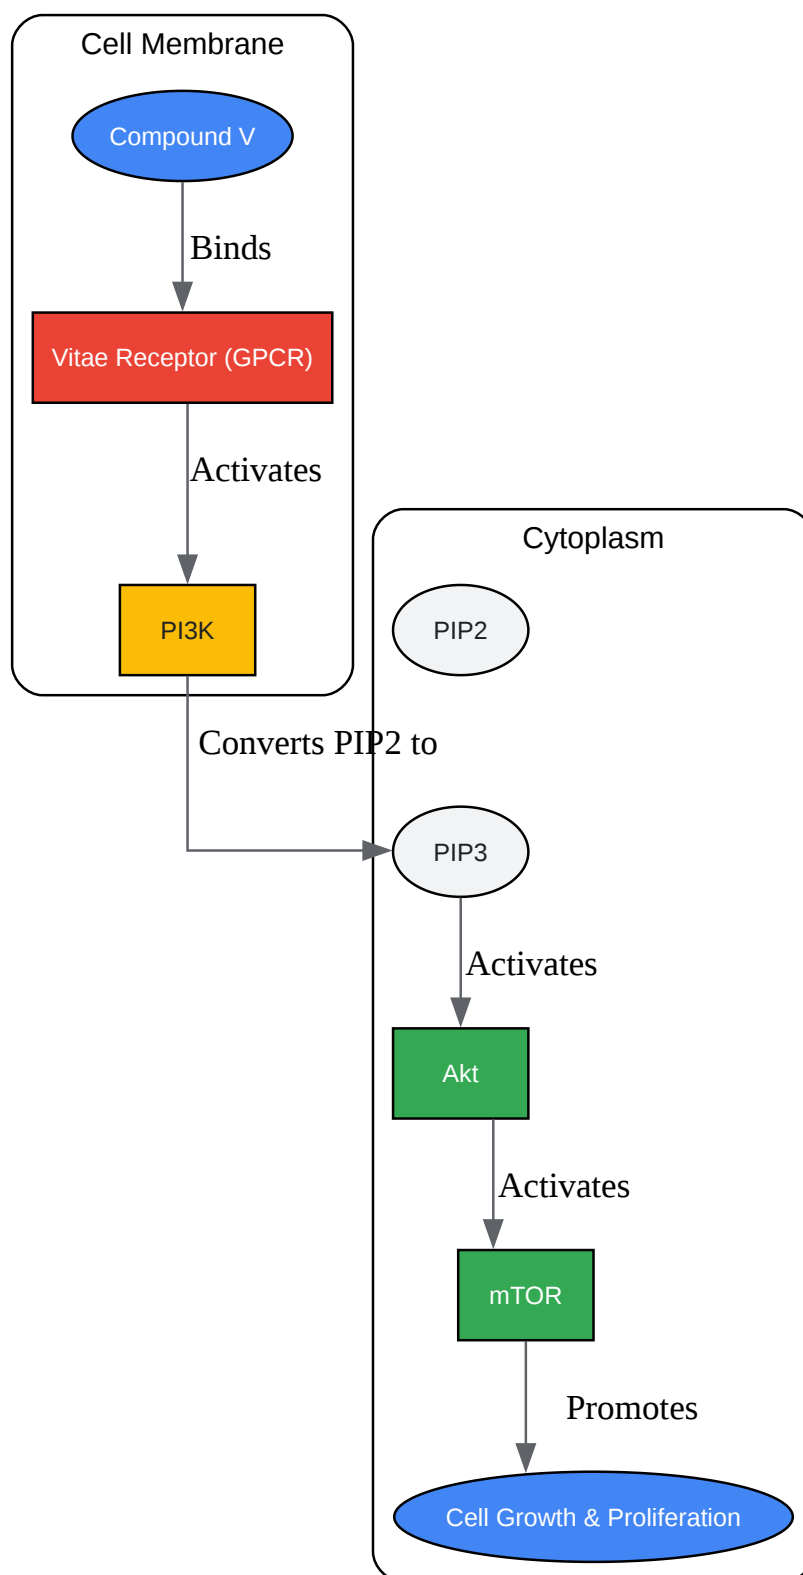 Cell Membrane
Compound V
Binds
Vitae Receptor (GPCR)
Activates
PI3K
Converts PIP2 to
Cytoplasm
PIP2
PIP3
Activates
Akt
Activates
mTOR
Promotes
Cell Growth & Proliferation